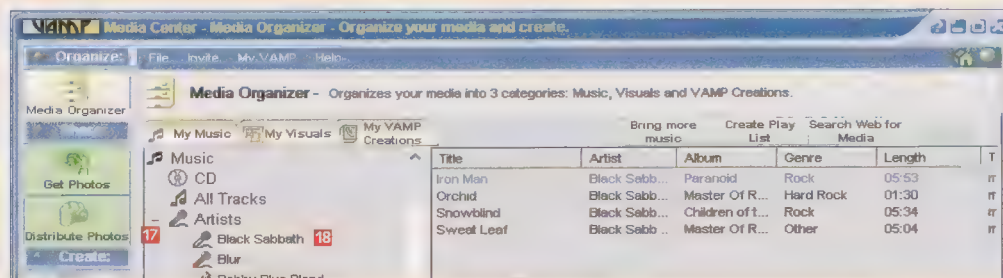 VAMP Media Center - Media Organizer - Organize your media and create.
Organize: File Invite My VAMP Help
Media Organizer - Organizes your media into 3 categories: Music, Visuals and VAMP Creations.
Media Organizer
My Music My Visuals My VAMP Creations
Bring more music Create Play List Search Web for Media
Music
CD
All Tracks
Artists
17 Black Sabbath 18
Blur
Get Photos
Distribute Photos
Create:
Title Artist Album Genre Length T
Iron Man Black Sabb... Paranoid Rock 05:53
Orchid Black Sabb... Master Of R... Hard Rock 01:30
Snowblind Black Sabb... Children of t... Rock 05:34
Sweat Leaf Black Sabb .. Master Of R... Other 05:04